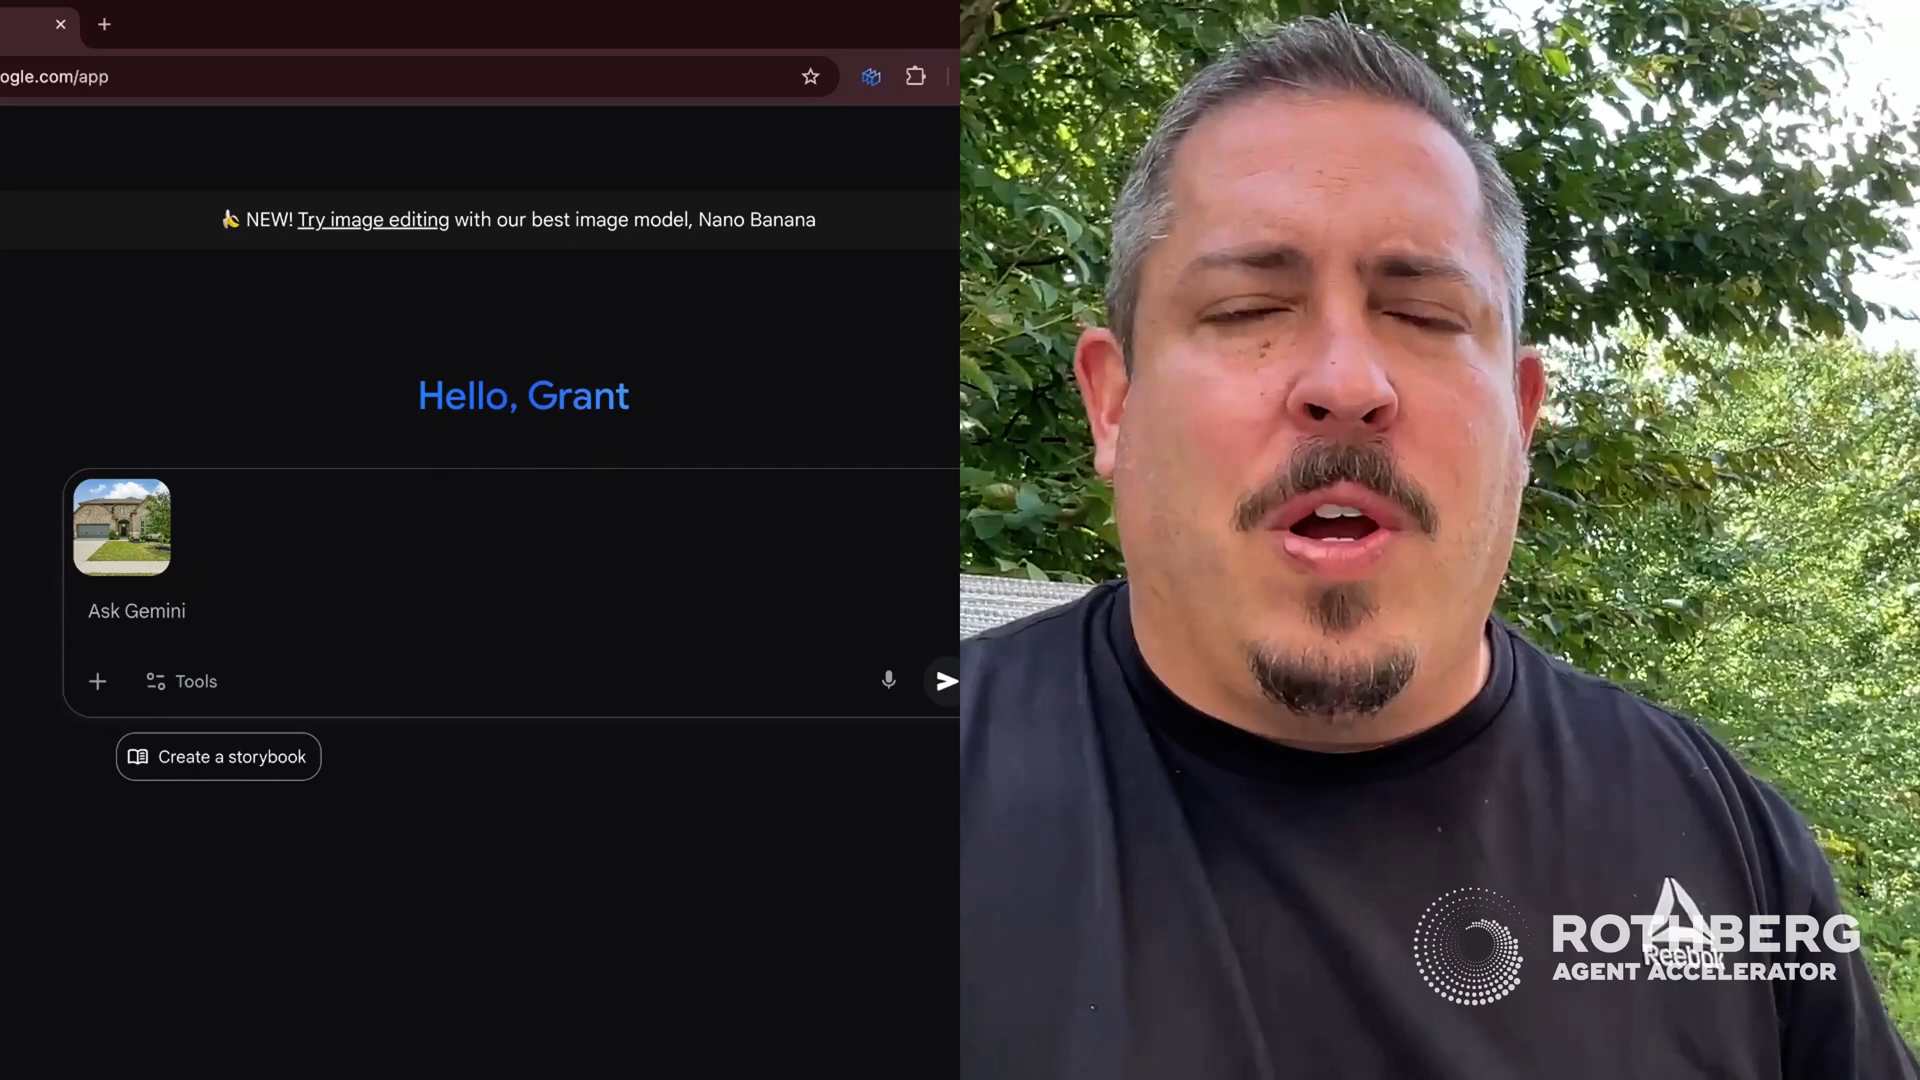 ogle.com/app
NEW! Try image editing with our best image model, Nano Banana
Hello, Grant
Ask Gemini
Tools
Create a storybook
ROTHBERG
Reebok
AGENT ACCELERATOR